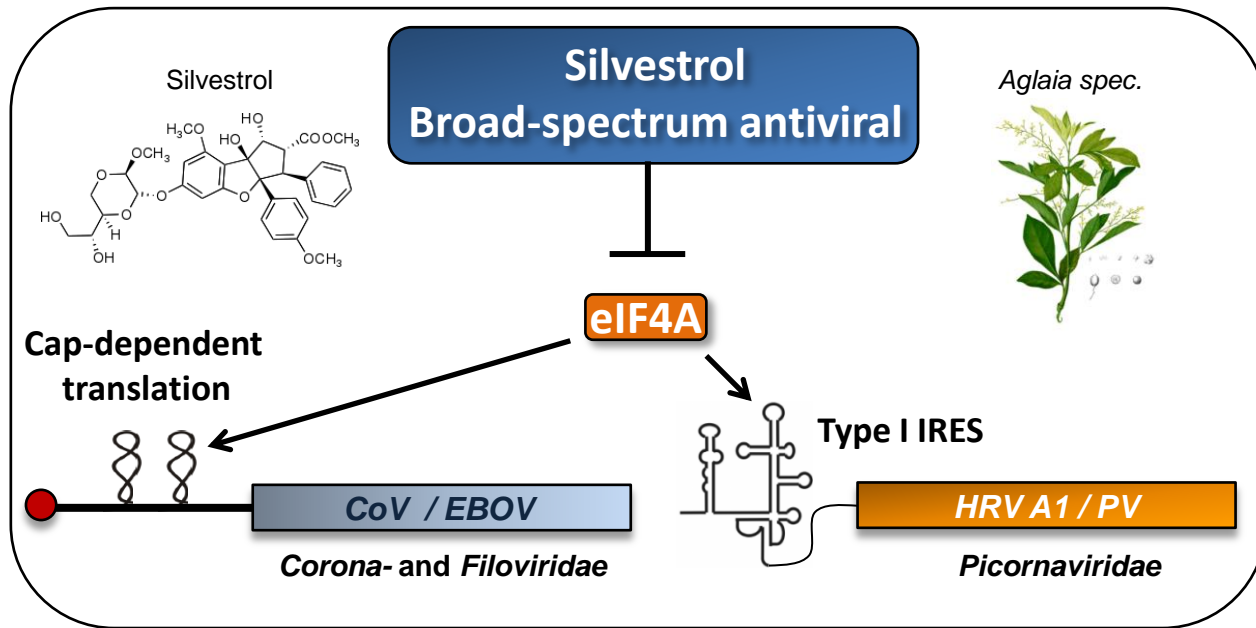 Silvestrol
Broad-spectrum antiviral
Silvestrol
Aglaia spec.
HO
H₃CO
HO
COOCH₃
OCH₃
O
O
O
O
HO
H
OH
OCH₃
eIF4A
Cap-dependent
translation
Type I IRES
CoV / EBOV
HRV A1 / PV
Corona- and Filoviridae
Picornaviridae